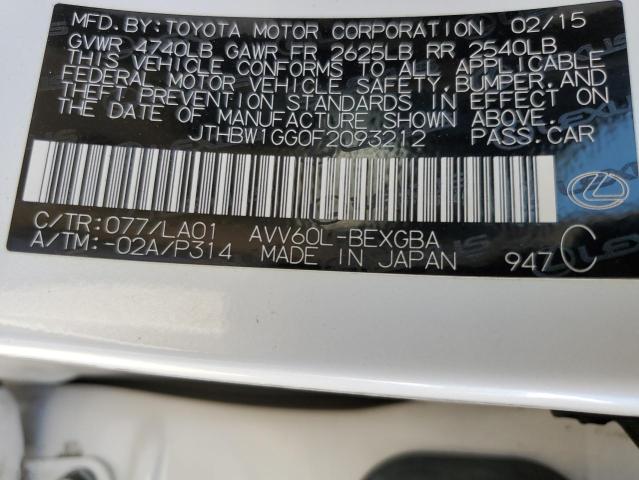 MFD.BY:TOYOTA MOTOR CORPORATION 02/15
GVWR 4740LB GAWR FR 2625LB RR 2540LB
THIS VEHICLE CONFORMS TO ALL APPLICABLE
FEDERAL MOTOR VEHICLE SAFETY,BUMPER,AND
THEFT PREVENTION STANDARDS IN EFFECT ON
THE DATE OF MANUFACTURE SHOWN ABOVE.
JTHBW1GG0F2093212 PASS.CAR
C/TR:077/LA01 AVV60L-BEXGBA
A/TM:-02A/P314 MADE IN JAPAN 947 C